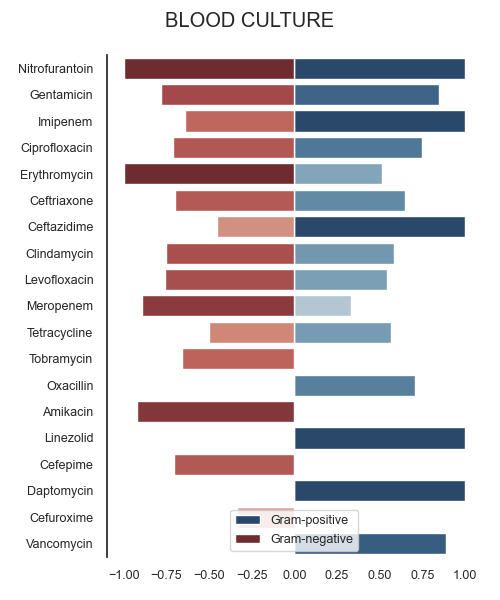 BLOOD CULTURE
Nitrofurantoin
Gentamicin
Imipenem
Ciprofloxacin
Erythromycin
Ceftriaxone
Ceftazidime
Clindamycin
Levofloxacin
Meropenem
Tetracycline
Tobramycin
Oxacillin
Amikacin
Linezolid
Cefepime
Daptomycin
Cefuroxime
Vancomycin
Gram-positive
Gram-negative
−1.00 −0.75 −0.50 −0.25 0.00 0.25 0.50 0.75 1.00